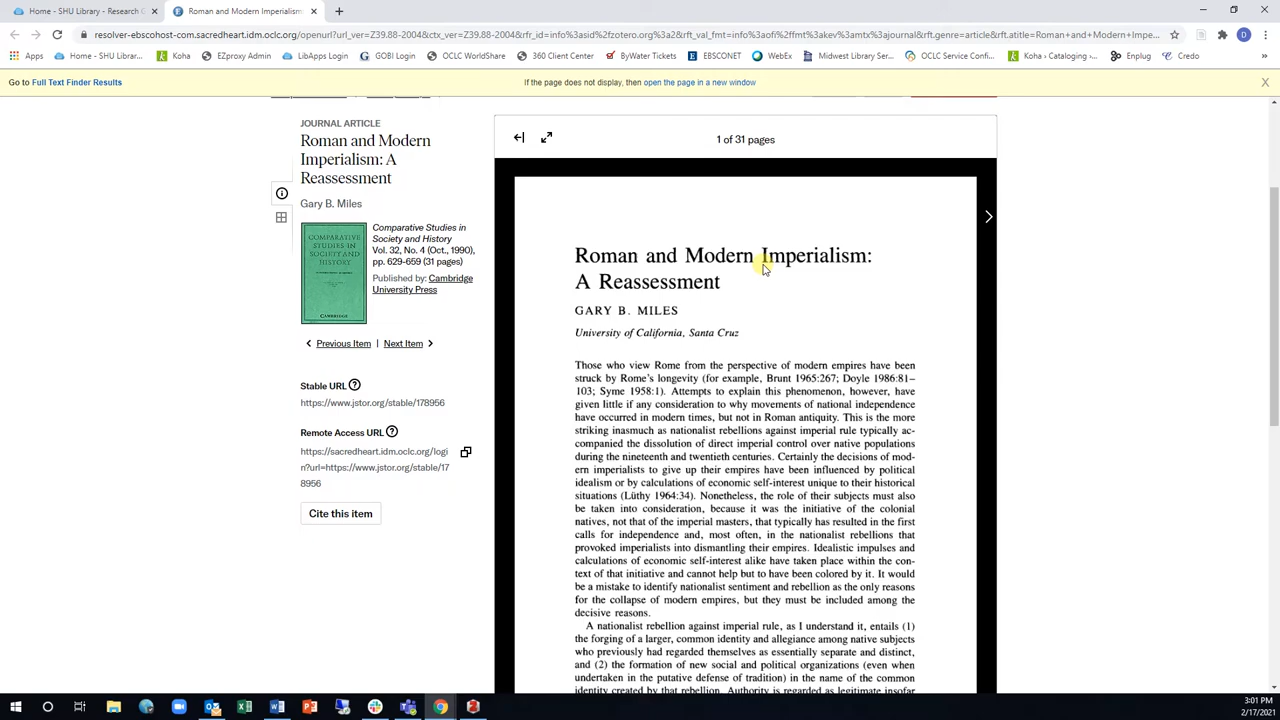 Home - SHU Library - Research G
Roman and Modern Imperialism:
resolver-ebscohost-com.sacredheart.idm.oclc.org/openurl?url_ver=Z39.88-2004&ctx_ver=Z39.88-2004&rfr_id=info%3asid%2fzotero.org%3a2&rft_val_fmt=info%3aofi%2ffmt%3akev%3amtx%3ajournal&rft.genre=article&rft.atitle=Roman+and+Modern+Impe...
D
Apps
Home - SHU Librar...
Koha
EZproxy Admin
LibApps Login
GOBI Login
OCLC WorldShare
360 Client Center
ByWater Tickets
EBSCONET
WebEx
Midwest Library Ser...
OCLC Service Confi...
Koha › Cataloging ›...
Enplug
Credo
Go to Full Text Finder Results
If the page does not display, then open the page in a new window
X
JOURNAL ARTICLE
Roman and Modern
Imperialism: A
Reassessment
Gary B. Miles
COMPARATIVE
STUDIES IN
SOCIETY AND
HISTORY
CAMBRIDGE
Comparative Studies in
Society and History
Vol. 32, No. 4 (Oct., 1990),
pp. 629-659 (31 pages)
Published by: Cambridge
University Press
Previous Item | Next Item
Stable URL
https://www.jstor.org/stable/178956
Remote Access URL
https://sacredheart.idm.oclc.org/logi
n?url=https://www.jstor.org/stable/17
8956
Cite this item
1 of 31 pages
Roman and Modern Imperialism:
A Reassessment
GARY B. MILES
University of California, Santa Cruz
Those who view Rome from the perspective of modern empires have been
struck by Rome's longevity (for example, Brunt 1965:267; Doyle 1986:81–
103; Syme 1958:1). Attempts to explain this phenomenon, however, have
given little if any consideration to why movements of national independence
have occurred in modern times, but not in Roman antiquity. This is the more
striking inasmuch as nationalist rebellions against imperial rule typically ac-
companied the dissolution of direct imperial control over native populations
during the nineteenth and twentieth centuries. Certainly the decisions of mod-
ern imperialists to give up their empires have been influenced by political
idealism or by calculations of economic self-interest unique to their historical
situations (Lüthy 1964:34). Nonetheless, the role of their subjects must also
be taken into consideration, because it was the initiative of the colonial
natives, not that of the imperial masters, that typically has resulted in the first
calls for independence and, most often, in the nationalist rebellions that
provoked imperialists into dismantling their empires. Idealistic impulses and
calculations of economic self-interest alike have taken place within the con-
text of that initiative and cannot help but to have been colored by it. It would
be a mistake to identify nationalist sentiment and rebellion as the only reasons
for the collapse of modern empires, but they must be included among the
decisive reasons.
A nationalist rebellion against imperial rule, as I understand it, entails (1)
the forging of a larger, common identity and allegiance among native subjects
who previously had regarded themselves as essentially separate and distinct,
and (2) the formation of new social and political organizations (even when
undertaken in the putative defense of tradition) in the name of the common
identity created by that rebellion. Authority is regarded as legitimate insofar
3:01 PM
2/17/2021